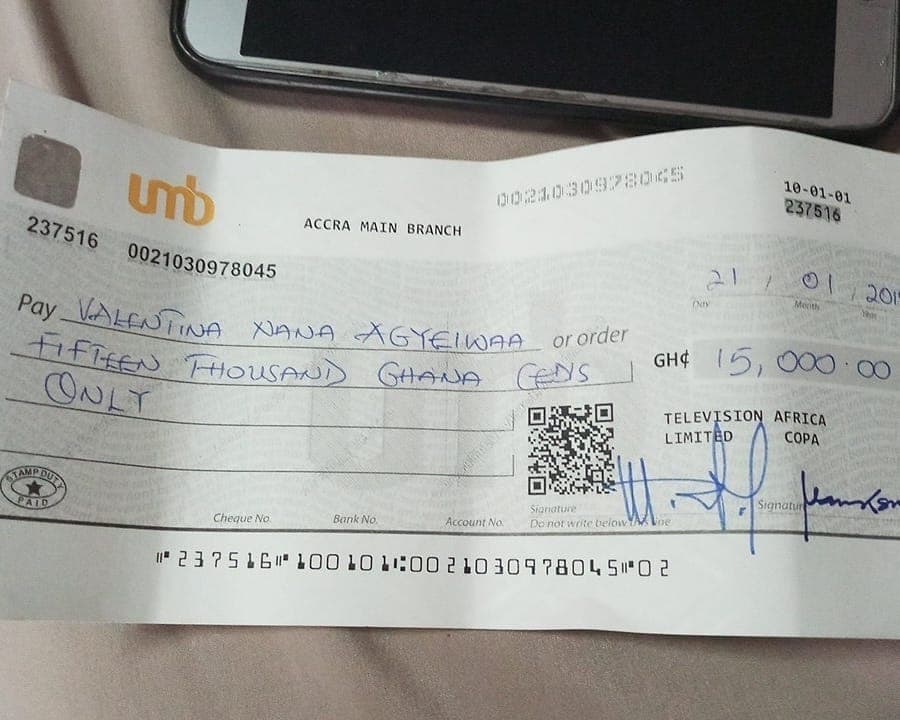 umb
ACCRA MAIN BRANCH
0021030978045
10-01-01
237516
237516
0021030978045
21 / 01 / 201
Day Month Year
Pay VALENTINA NANA AGYEIWAA or order
FIFTEEN THOUSAND GHANA CEDIS
ONLY
GH₵ 15,000.00
TELEVISION AFRICA
LIMITED COPA
STAMP DUTY
PAID
Signature
Signature
Cheque No. Bank No. Account No. Do not write below this line
⑈237516⑈100101⑆0021030978045⑈02